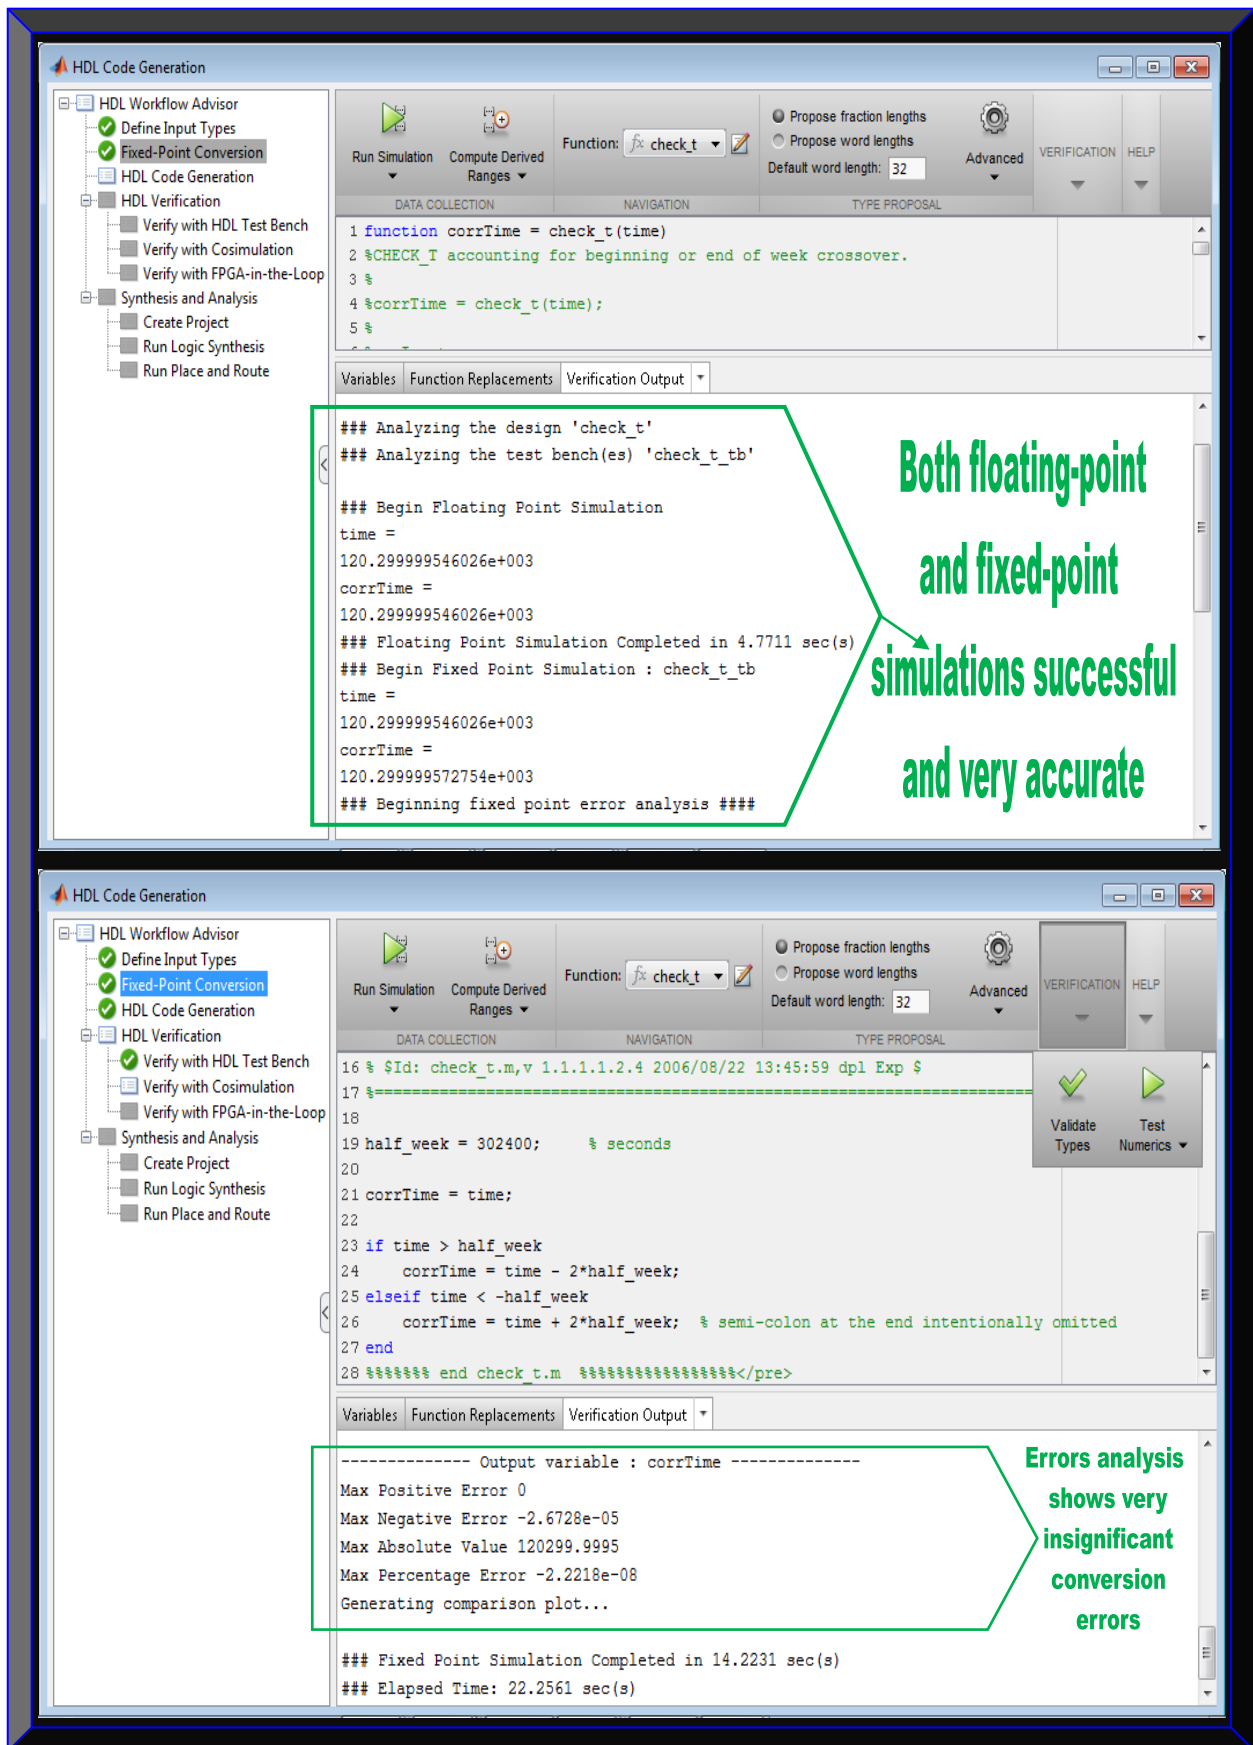 HDL Code Generation
HDL Workflow Advisor
Define Input Types
Fixed-Point Conversion
HDL Code Generation
HDL Verification
Verify with HDL Test Bench
Verify with Cosimulation
Verify with FPGA-in-the-Loop
Synthesis and Analysis
Create Project
Run Logic Synthesis
Run Place and Route
Run Simulation
Compute Derived
Ranges
DATA COLLECTION
Function: fx check_t
NAVIGATION
Propose fraction lengths
Propose word lengths
Default word length: 32
TYPE PROPOSAL
Advanced
VERIFICATION
HELP
1 function corrTime = check_t(time)
2 %CHECK_T accounting for beginning or end of week crossover.
3 %
4 %corrTime = check_t(time);
5 %
Variables Function Replacements Verification Output
### Analyzing the design 'check_t'
### Analyzing the test bench(es) 'check_t_tb'
### Begin Floating Point Simulation
time =
120.299999546026e+003
corrTime =
120.299999546026e+003
### Floating Point Simulation Completed in 4.7711 sec(s)
### Begin Fixed Point Simulation : check_t_tb
time =
120.299999546026e+003
corrTime =
120.299999572754e+003
### Beginning fixed point error analysis ####
Both floating-point
and fixed-point
simulations successful
and very accurate
HDL Code Generation
HDL Workflow Advisor
Define Input Types
Fixed-Point Conversion
HDL Code Generation
HDL Verification
Verify with HDL Test Bench
Verify with Cosimulation
Verify with FPGA-in-the-Loop
Synthesis and Analysis
Create Project
Run Logic Synthesis
Run Place and Route
Run Simulation
Compute Derived
Ranges
DATA COLLECTION
Function: fx check_t
NAVIGATION
Propose fraction lengths
Propose word lengths
Default word length: 32
TYPE PROPOSAL
Advanced
VERIFICATION
HELP
Validate
Types
Test
Numerics
16 % $Id: check_t.m,v 1.1.1.1.2.4 2006/08/22 13:45:59 dpl Exp $
17 %==========================================================================
18
19 half_week = 302400; % seconds
20
21 corrTime = time;
22
23 if time > half_week
24 corrTime = time - 2*half_week;
25 elseif time < -half_week
26 corrTime = time + 2*half_week; % semi-colon at the end intentionally omitted
27 end
28 %%%%%%% end check_t.m %%%%%%%%%%%%%%%%%</pre>
Variables Function Replacements Verification Output
-------------- Output variable : corrTime --------------
Max Positive Error 0
Max Negative Error -2.6728e-05
Max Absolute Value 120299.9995
Max Percentage Error -2.2218e-08
Generating comparison plot...
### Fixed Point Simulation Completed in 14.2231 sec(s)
### Elapsed Time: 22.2561 sec(s)
Errors analysis
shows very
insignificant
conversion
errors